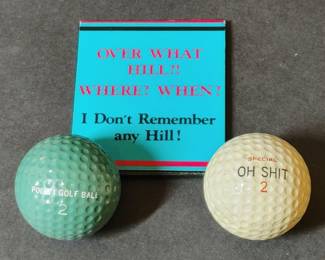 OVER WHAT
HILL!!
WHERE? WHEN?
I Don't Remember
any Hill!
GOLF BALL
2
SPECIAL
OH SHIT
2